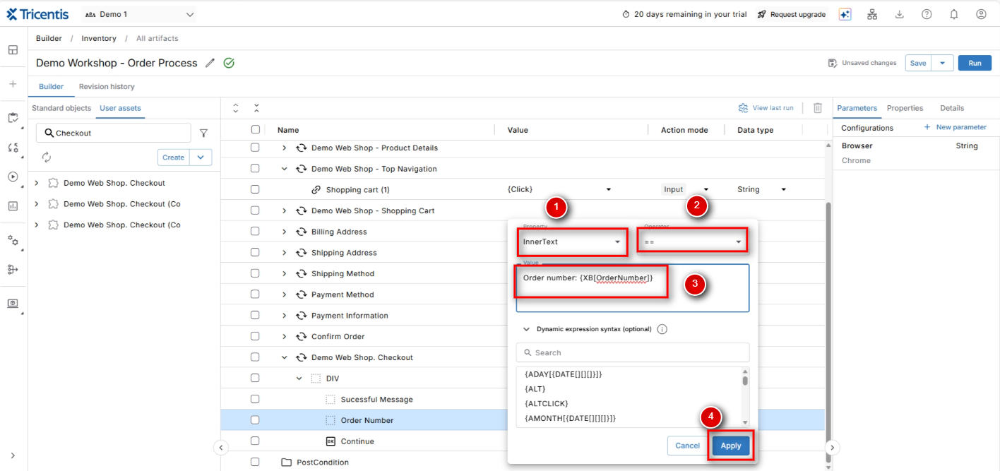 Tricentis
Demo 1
20 days remaining in your trial
Request upgrade
Builder / Inventory / All artifacts
Demo Workshop - Order Process
Unsaved changes
Save
Run
Builder
Revision history
Standard objects
User assets
View last run
Parameters
Properties
Details
Checkout
Name
Value
Action mode
Data type
Configurations
+ New parameter
Create
Demo Web Shop - Product Details
Browser
String
Chrome
Demo Web Shop - Top Navigation
Demo Web Shop. Checkout
Shopping cart (1)
{Click}
Input
String
Demo Web Shop. Checkout (Co
Demo Web Shop - Shopping Cart
1
2
Demo Web Shop. Checkout (Co
Billing Address
Property
InnerText
Operator
==
Shipping Address
Value
Shipping Method
Order number: {XB[OrderNumber]}
3
Payment Method
Payment Information
Dynamic expression syntax (optional)
Confirm Order
Search
Demo Web Shop. Checkout
{ADAY[{DATE[][][]}]}
DIV
{ALT}
Sucessful Message
{ALTCLICK}
Order Number
{AMONTH[{DATE[][][]}]}
4
Continue
Cancel
Apply
PostCondition